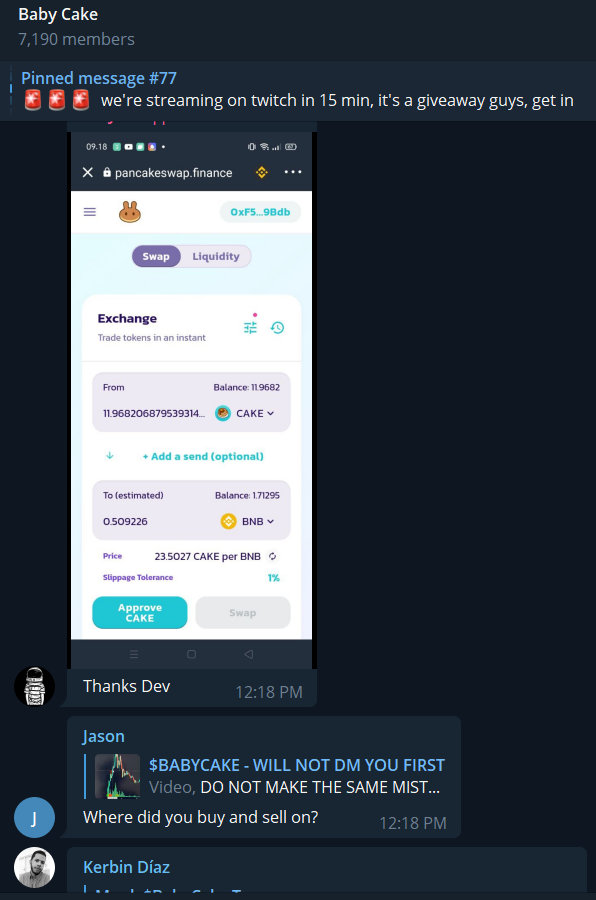 Baby Cake
7,190 members
Pinned message #77
🚨🚨🚨 we're streaming on twitch in 15 min, it's a giveaway guys, get in
09.18
pancakeswap.finance
0xF5...9Bdb
Swap Liquidity
Exchange
Trade tokens in an instant
From Balance: 11.9682
11.968206879539314... CAKE
+ Add a send (optional)
To (estimated) Balance: 1.71295
0.509226 BNB
Price 23.5027 CAKE per BNB
Slippage Tolerance 1%
Approve
CAKE
Swap
Thanks Dev 12:18 PM
Jason
$BABYCAKE - WILL NOT DM YOU FIRST
Video, DO NOT MAKE THE SAME MIST...
J
Where did you buy and sell on? 12:18 PM
Kerbin Díaz